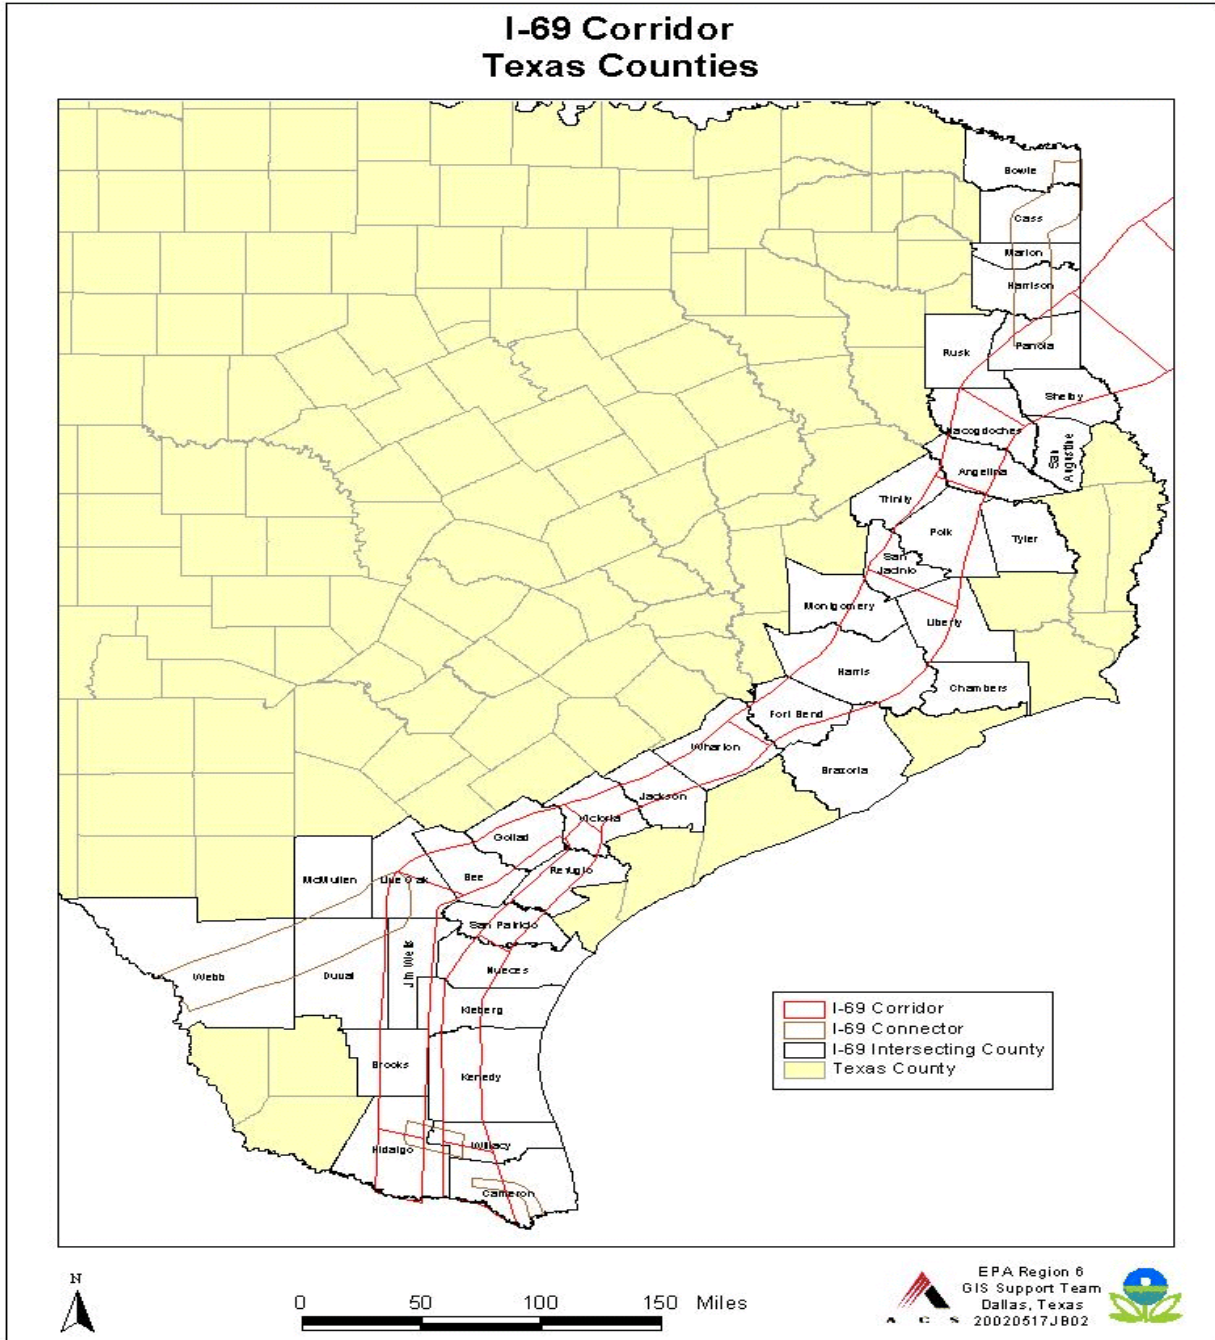 I-69 Corridor
Texas Counties
Bowie
Cass
Marion
Harrison
Panola
Rusk
Shelby
Nacogdoches
San
Augustine
Angelina
Trinity
Polk
Tyler
San
Jacinto
Montgomery
Liberty
Harris
Chambers
Fort Bend
Wharton
Brazoria
Jackson
Victoria
Goliad
Refugio
Bee
Live Oak
McMullen
San Patricio
Jim Wells
Nueces
Webb
Duval
Kleberg
Brooks
Kenedy
Willacy
Hidalgo
Cameron
I-69 Corridor
I-69 Connector
I-69 Intersecting County
Texas County
N
0 50 100 150 Miles
A C S
EPA Region 6
GIS Support Team
Dallas, Texas
20020517JB02